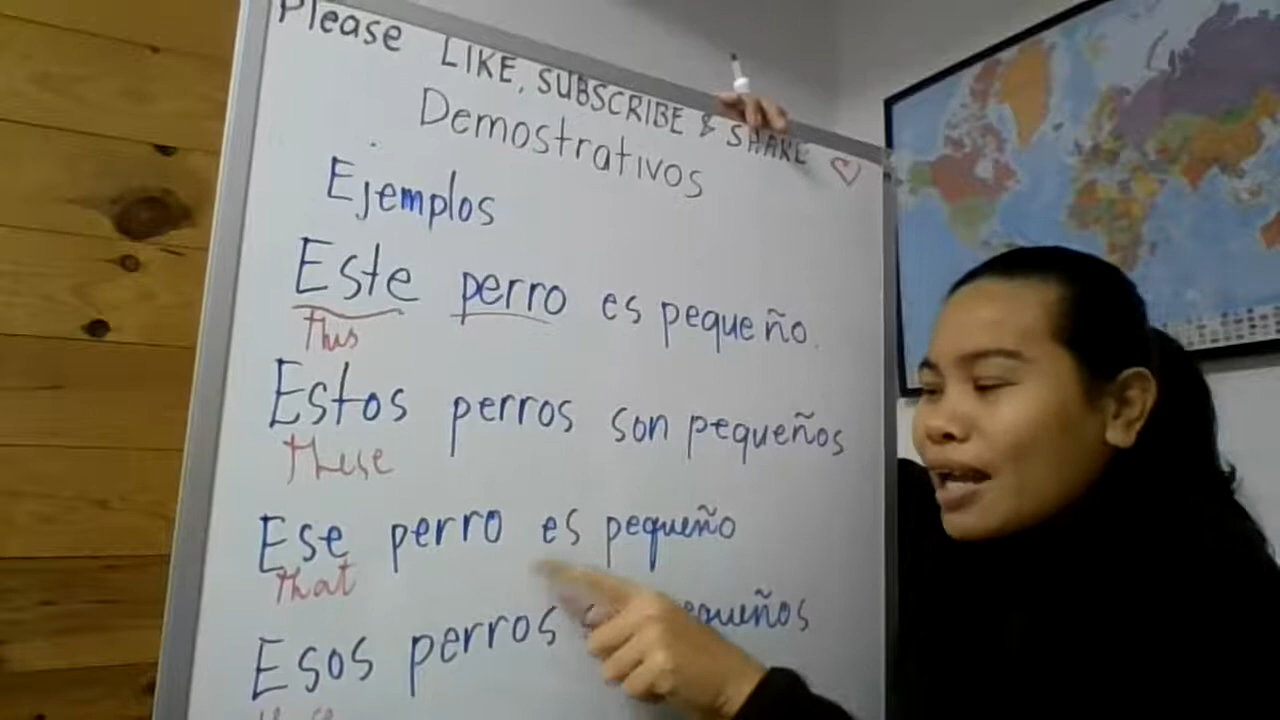 Please LIKE, SUBSCRIBE & SHARE
Demostrativos
Ejemplos
Este perro es pequeño.
this
Estos perros son pequeños
these
Ese perro es pequeño
that
Esos perros